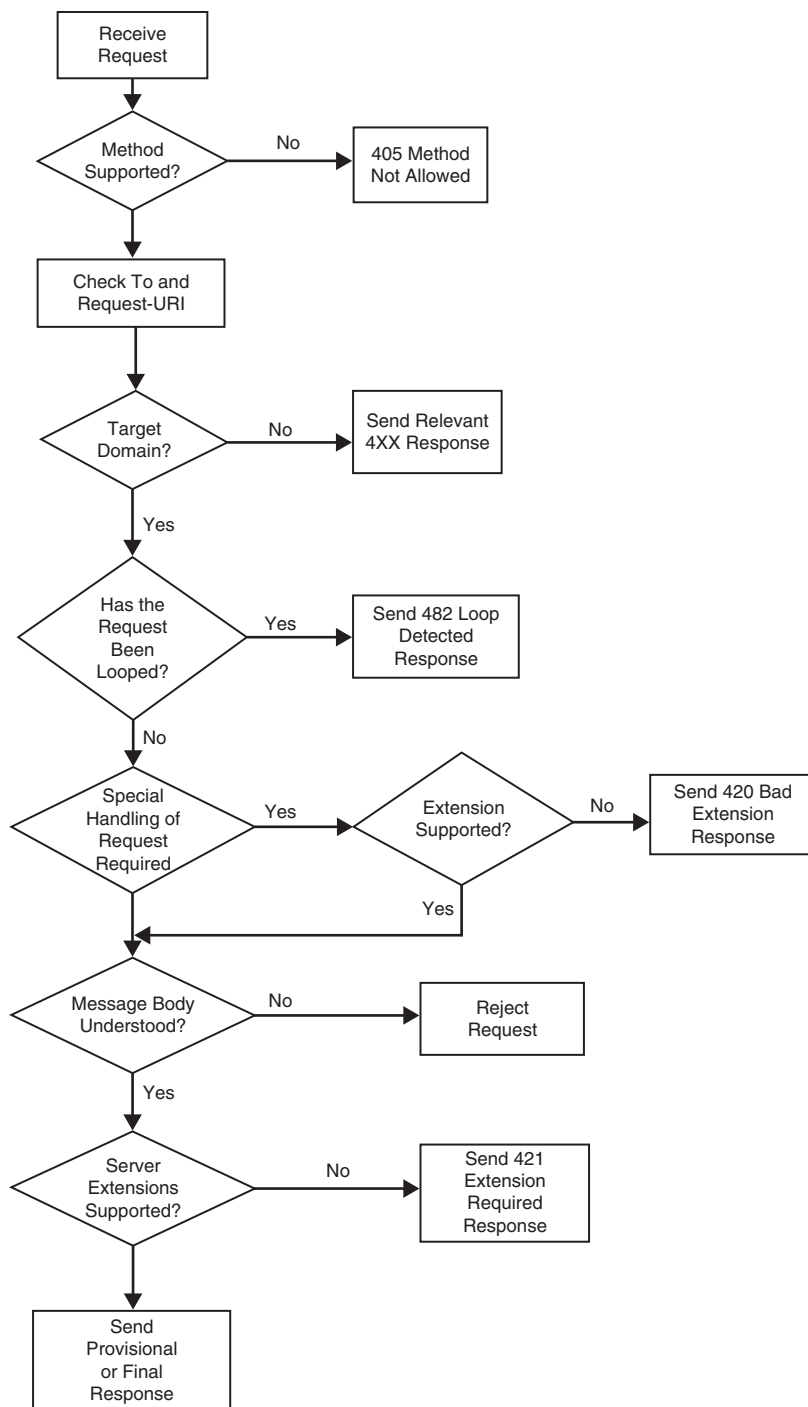 Receive
Request
Method
Supported?
No
405 Method
Not Allowed
Check To and
Request-URI
Target
Domain?
No
Send Relevant
4XX Response
Yes
Has the
Request
Been
Looped?
Yes
Send 482 Loop
Detected
Response
No
Special
Handling of
Request
Required
Yes
Extension
Supported?
No
Send 420 Bad
Extension
Response
Yes
Message Body
Understood?
No
Reject
Request
Yes
Server
Extensions
Supported?
No
Send 421
Extension
Required
Response
Send
Provisional
or Final
Response